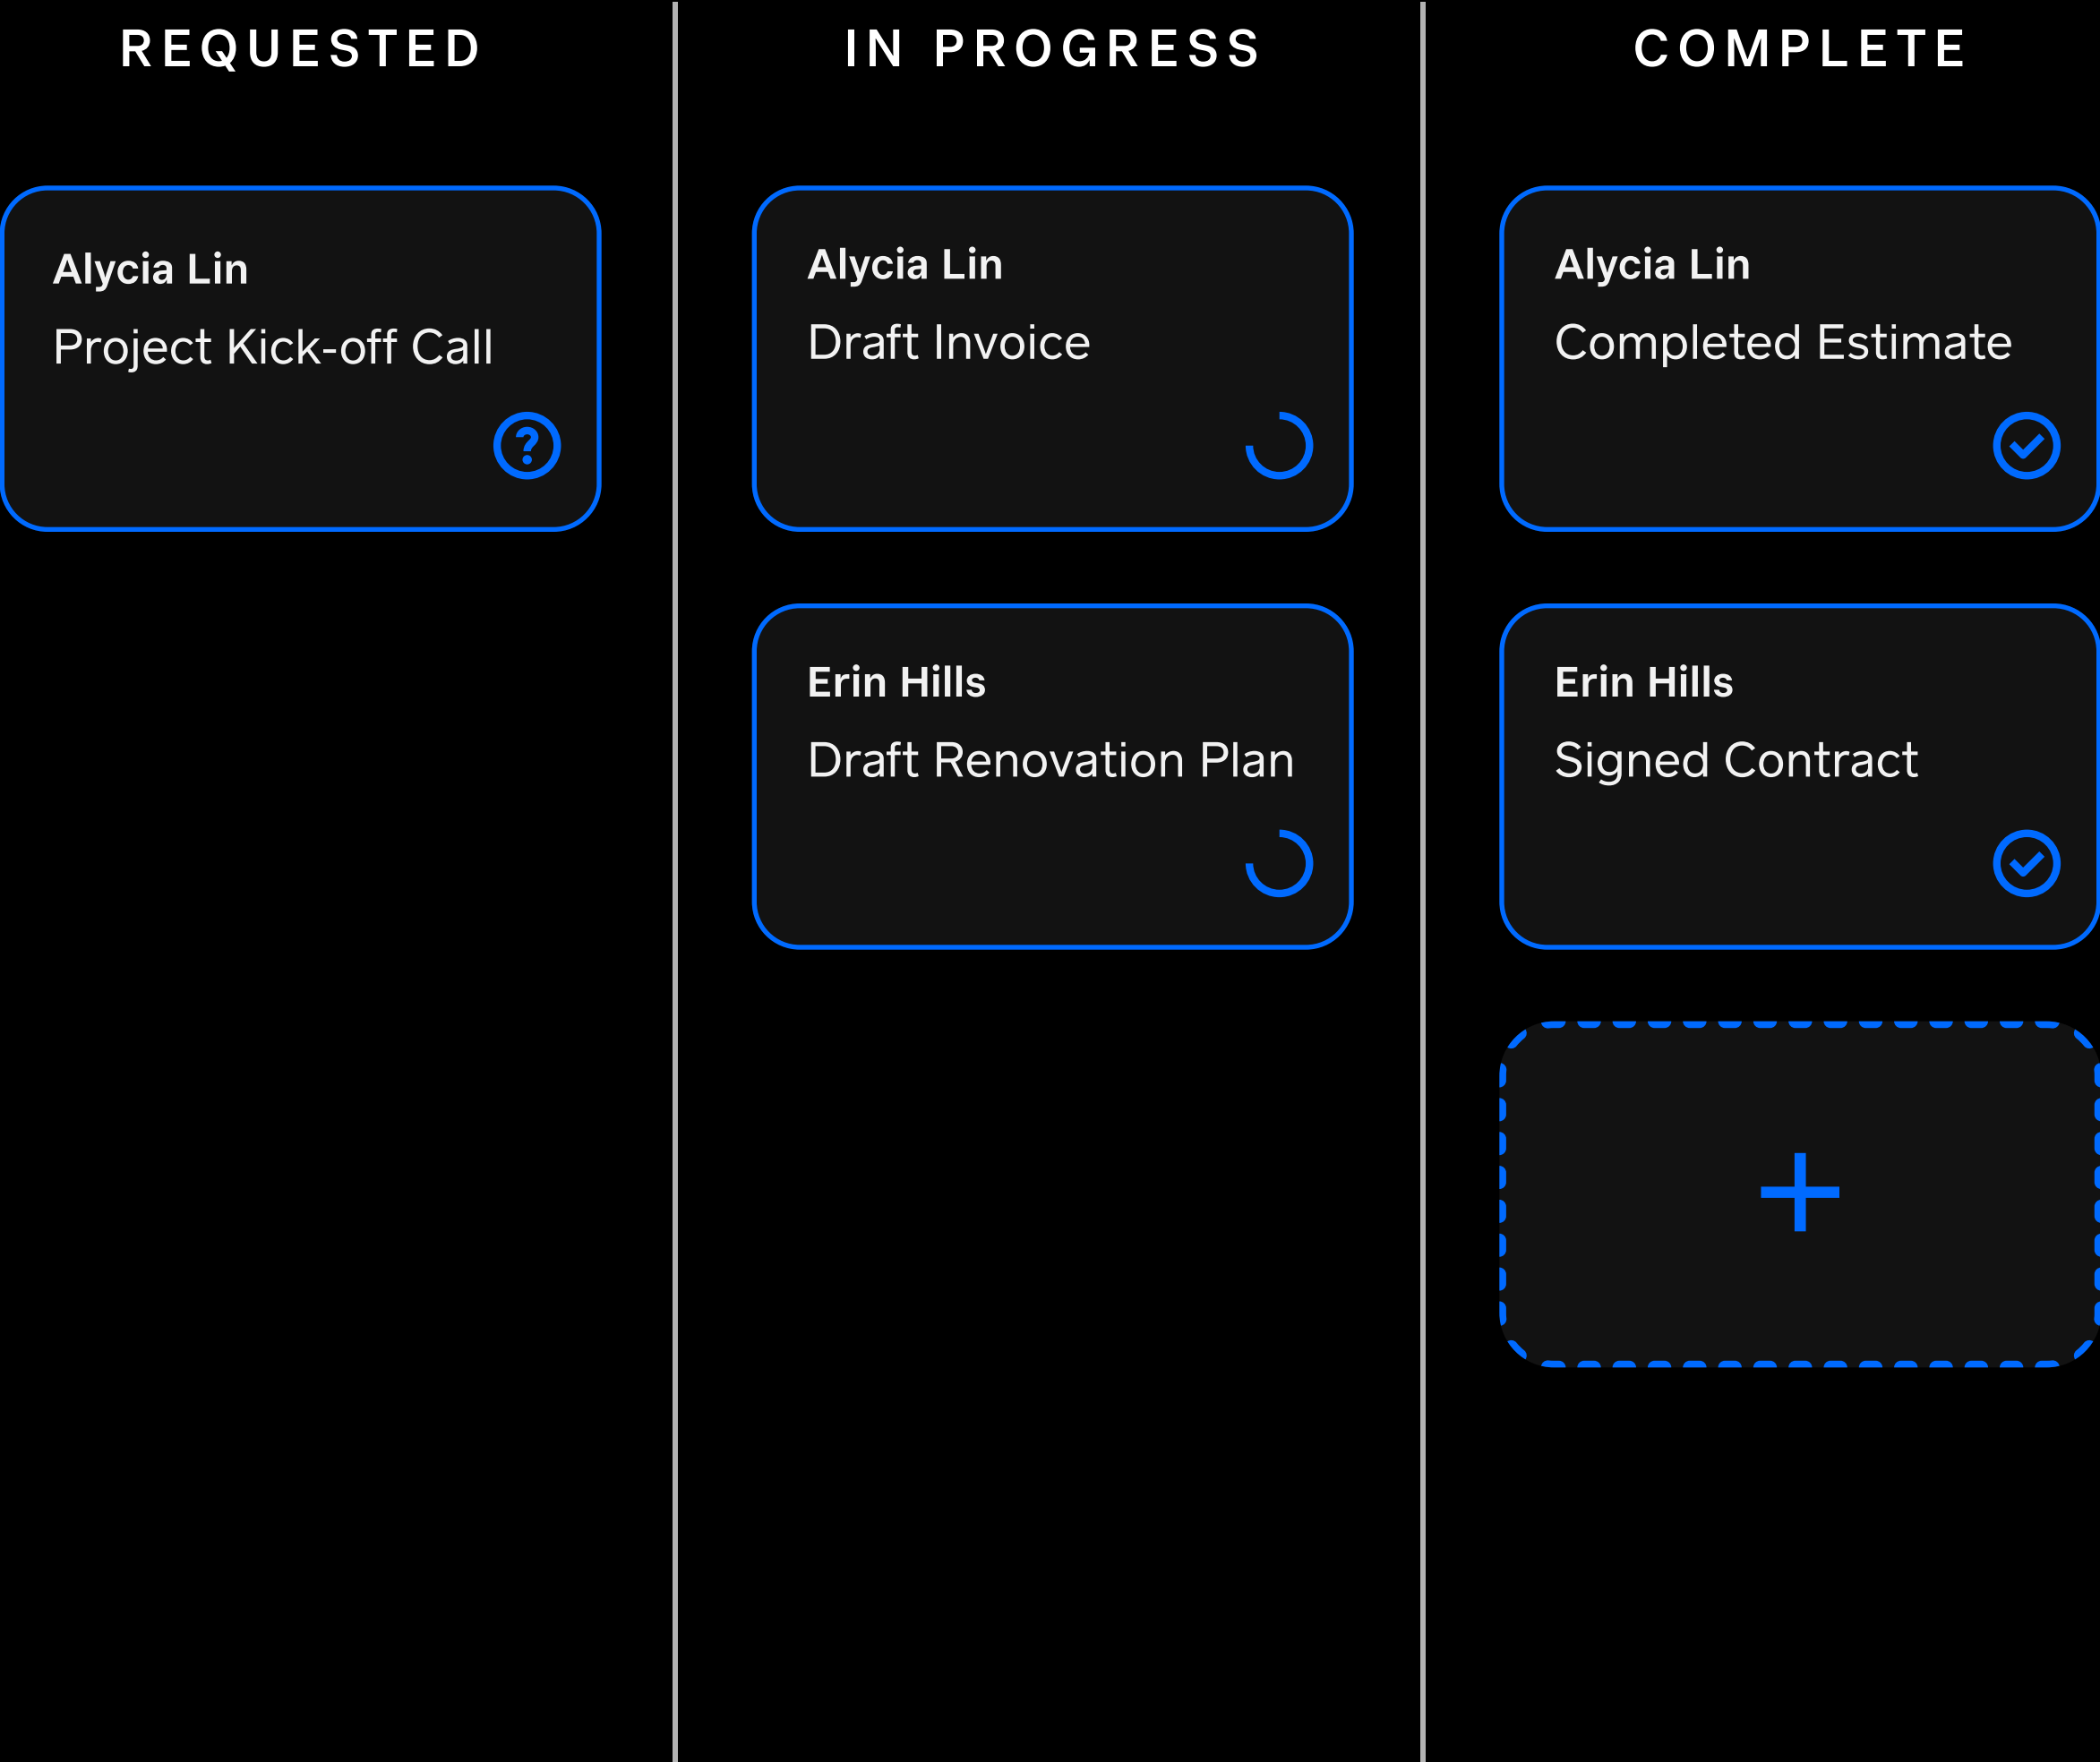 REQUESTED
Alycia Lin
Project Kick-off Call
IN PROGRESS
Alycia Lin
Draft Invoice
Erin Hills
Draft Renovation Plan
COMPLETE
Alycia Lin
Completed Estimate
Erin Hills
Signed Contract